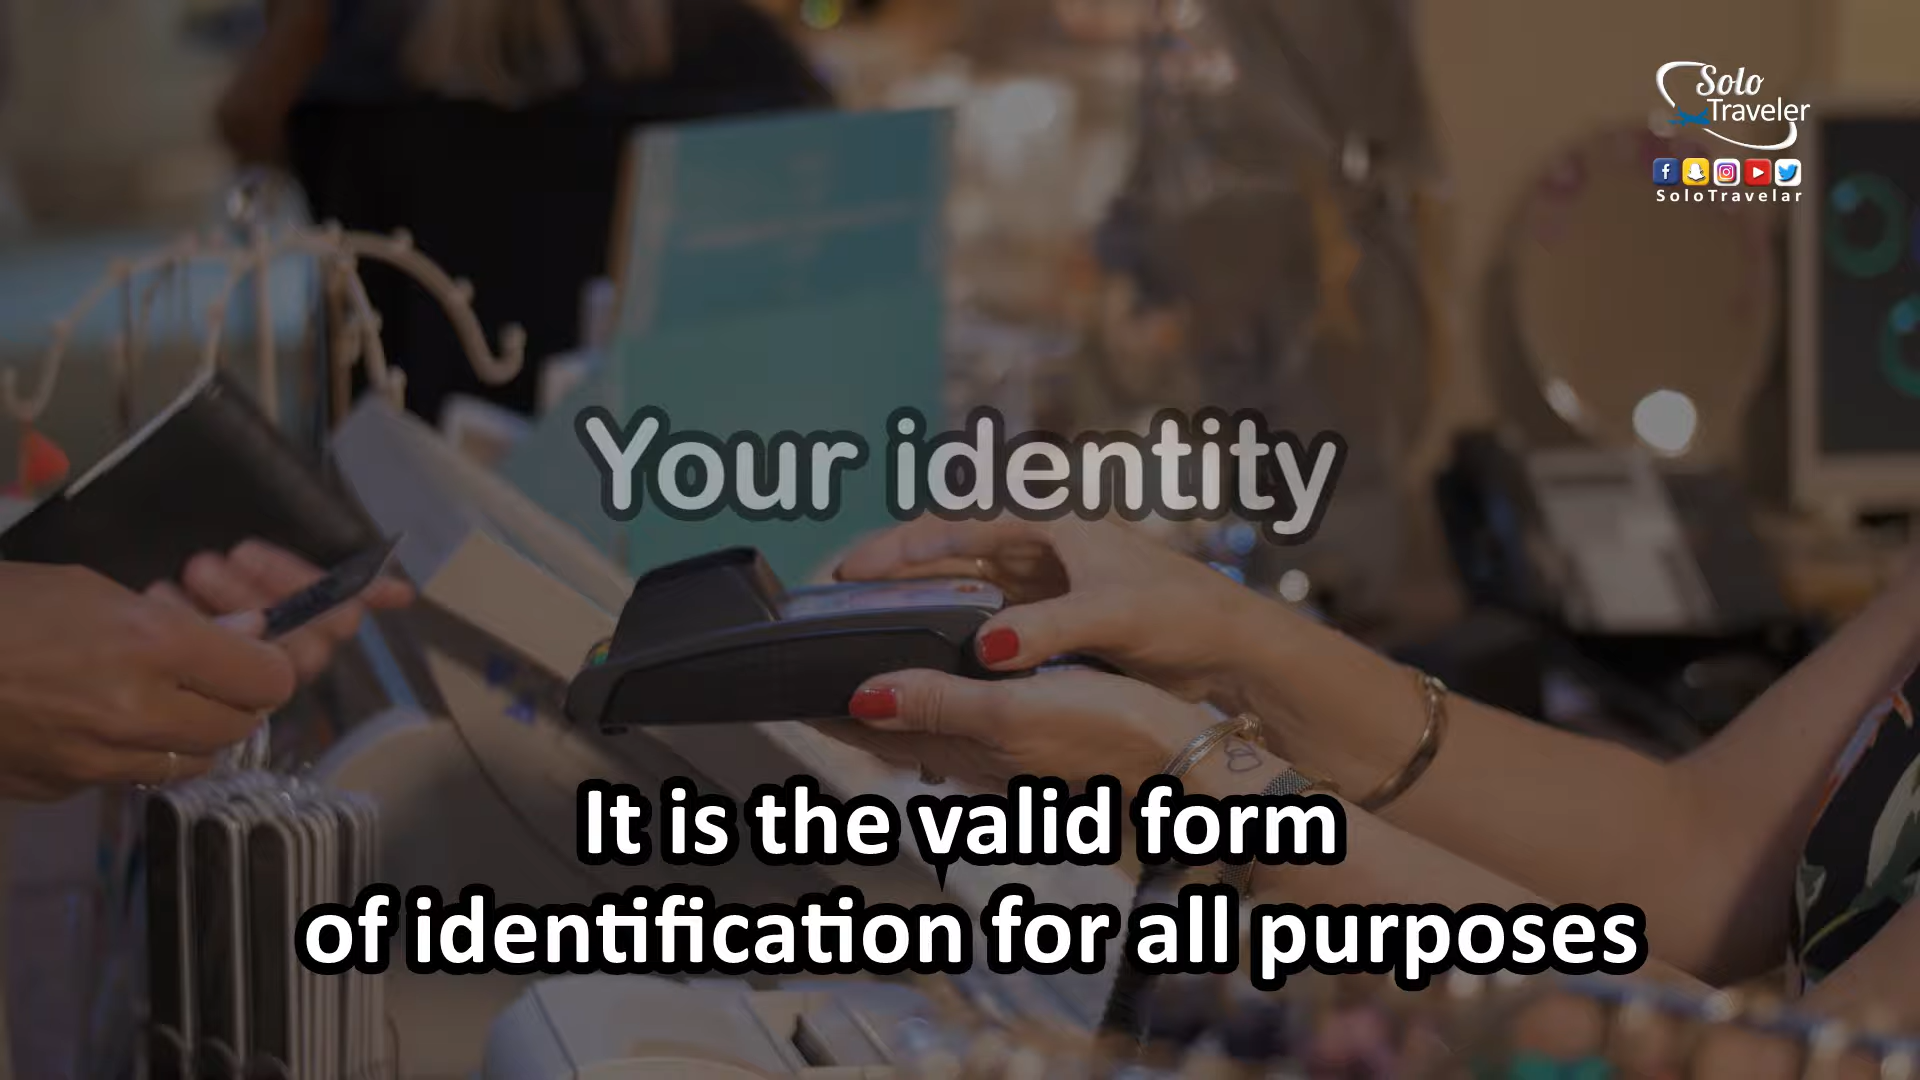 Solo
Traveler
SoloTravelar
Your identity
It is the valid form
of identification for all purposes